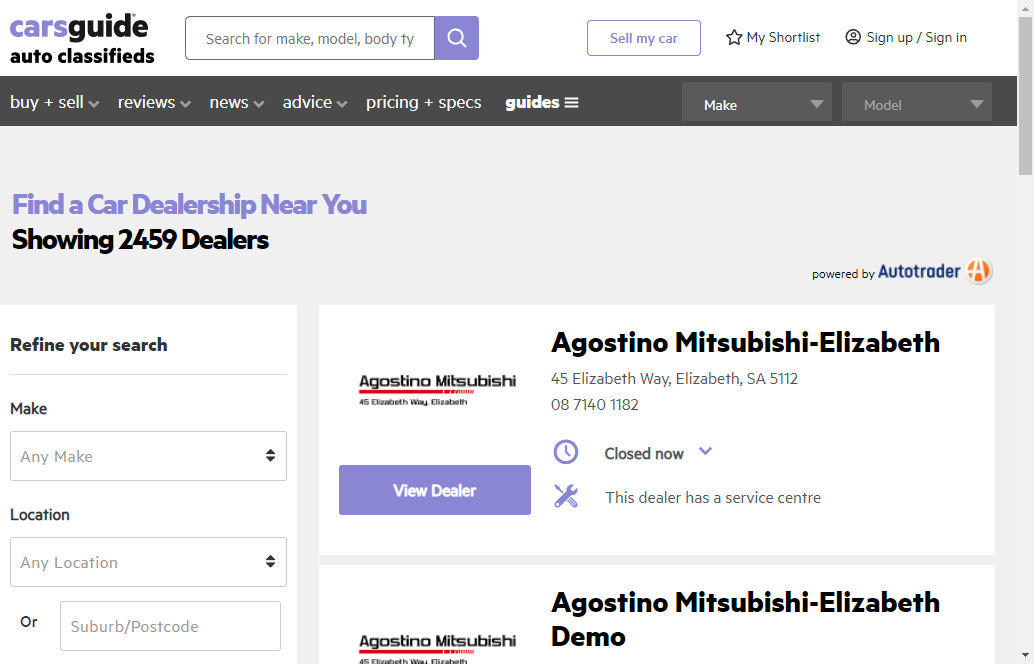 carsguide
auto classifieds
Search for make, model, body ty
Sell my car
My Shortlist
Sign up / Sign in
buy + sell
reviews
news
advice
pricing + specs
guides
Make
Model
Find a Car Dealership Near You
Showing 2459 Dealers
powered by Autotrader
Refine your search
Make
Any Make
Location
Any Location
Or
Suburb/Postcode
Agostino Mitsubishi
45 Elizabeth Way, Elizabeth
View Dealer
Agostino Mitsubishi-Elizabeth
45 Elizabeth Way, Elizabeth, SA 5112
08 7140 1182
Closed now
This dealer has a service centre
Agostino Mitsubishi
45 Elizabeth Way, Elizabeth
Agostino Mitsubishi-Elizabeth
Demo